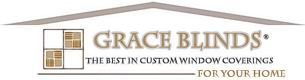 GRACE BLINDS®
THE BEST IN CUSTOM WINDOW COVERINGS
FOR YOUR HOME